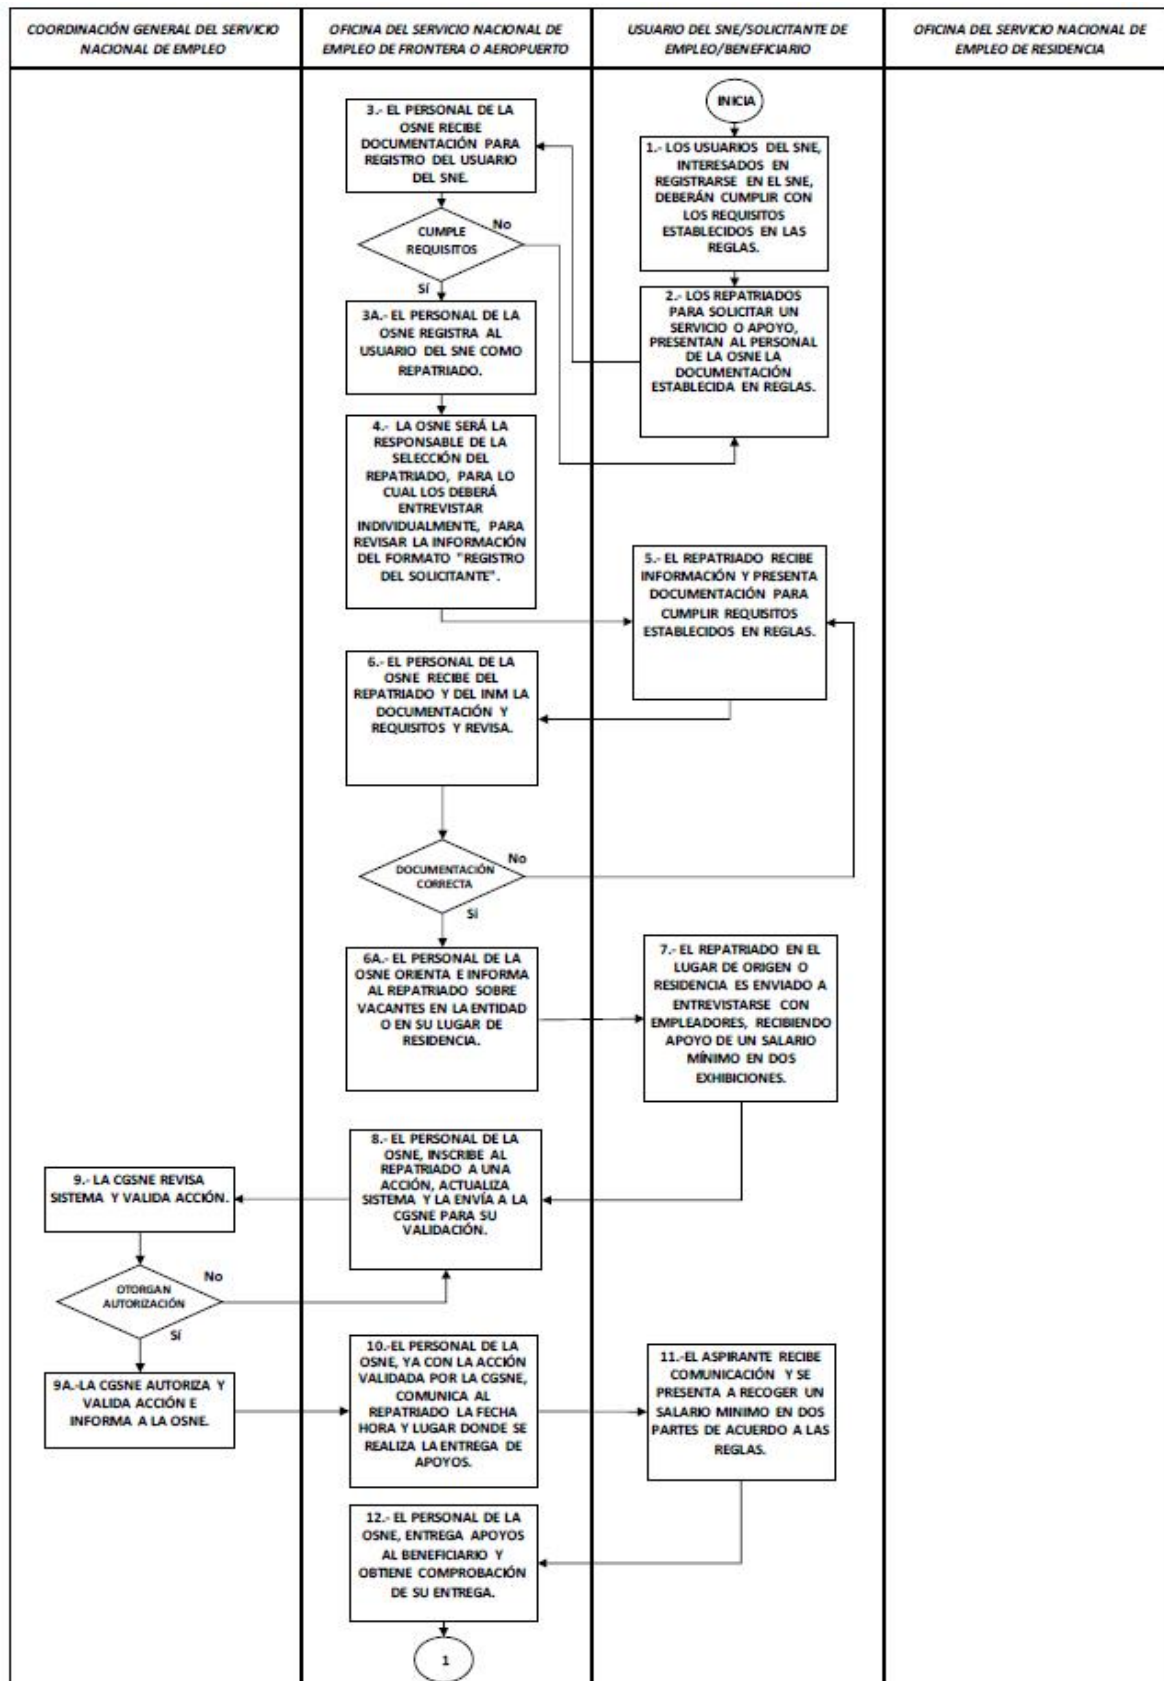 COORDINACIÓN GENERAL DEL SERVICIO
NACIONAL DE EMPLEO
OFICINA DEL SERVICIO NACIONAL DE
EMPLEO DE FRONTERA O AEROPUERTO
USUARIO DEL SNE/SOLICITANTE DE
EMPLEO/BENEFICIARIO
OFICINA DEL SERVICIO NACIONAL DE
EMPLEO DE RESIDENCIA
INICIA
1.- LOS USUARIOS DEL SNE,
INTERESADOS EN
REGISTRARSE EN EL SNE,
DEBERÁN CUMPLIR CON
LOS REQUISITOS
ESTABLECIDOS EN LAS
REGLAS.
2.- LOS REPATRIADOS
PARA SOLICITAR UN
SERVICIO O APOYO,
PRESENTAN AL PERSONAL
DE LA OSNE LA
DOCUMENTACIÓN
ESTABLECIDA EN REGLAS.
3.- EL PERSONAL DE LA
OSNE RECIBE
DOCUMENTACIÓN PARA
REGISTRO DEL USUARIO
DEL SNE.
CUMPLE
REQUISITOS
No
Sí
3A.- EL PERSONAL DE LA
OSNE REGISTRA AL
USUARIO DEL SNE COMO
REPATRIADO.
4.- LA OSNE SERÁ LA
RESPONSABLE DE LA
SELECCIÓN DEL
REPATRIADO, PARA LO
CUAL LOS DEBERÁ
ENTREVISTAR
INDIVIDUALMENTE, PARA
REVISAR LA INFORMACIÓN
DEL FORMATO "REGISTRO
DEL SOLICITANTE".
5.- EL REPATRIADO RECIBE
INFORMACIÓN Y PRESENTA
DOCUMENTACIÓN PARA
CUMPLIR REQUISITOS
ESTABLECIDOS EN REGLAS.
6.- EL PERSONAL DE LA
OSNE RECIBE DEL
REPATRIADO Y DEL INM LA
DOCUMENTACIÓN Y
REQUISITOS Y REVISA.
DOCUMENTACIÓN
CORRECTA
No
Sí
6A.- EL PERSONAL DE LA
OSNE ORIENTA E INFORMA
AL REPATRIADO SOBRE
VACANTES EN LA ENTIDAD
O EN SU LUGAR DE
RESIDENCIA.
7.- EL REPATRIADO EN EL
LUGAR DE ORIGEN O
RESIDENCIA ES ENVIADO A
ENTREVISTARSE CON
EMPLEADORES, RECIBIENDO
APOYO DE UN SALARIO
MÍNIMO EN DOS
EXHIBICIONES.
8.- EL PERSONAL DE LA
OSNE, INSCRIBE AL
REPATRIADO A UNA
ACCIÓN, ACTUALIZA
SISTEMA Y LA ENVÍA A LA
CGSNE PARA SU
VALIDACIÓN.
9.- LA CGSNE REVISA
SISTEMA Y VALIDA ACCIÓN.
OTORGAN
AUTORIZACIÓN
No
Sí
9A.-LA CGSNE AUTORIZA Y
VALIDA ACCIÓN E
INFORMA A LA OSNE.
10.-EL PERSONAL DE LA
OSNE, YA CON LA ACCIÓN
VALIDADA POR LA CGSNE,
COMUNICA AL
REPATRIADO LA FECHA
HORA Y LUGAR DONDE SE
REALIZA LA ENTREGA DE
APOYOS.
11.-EL ASPIRANTE RECIBE
COMUNICACIÓN Y SE
PRESENTA A RECOGER UN
SALARIO MINIMO EN DOS
PARTES DE ACUERDO A LAS
REGLAS.
12.- EL PERSONAL DE LA
OSNE, ENTREGA APOYOS
AL BENEFICIARIO Y
OBTIENE COMPROBACIÓN
DE SU ENTREGA.
1